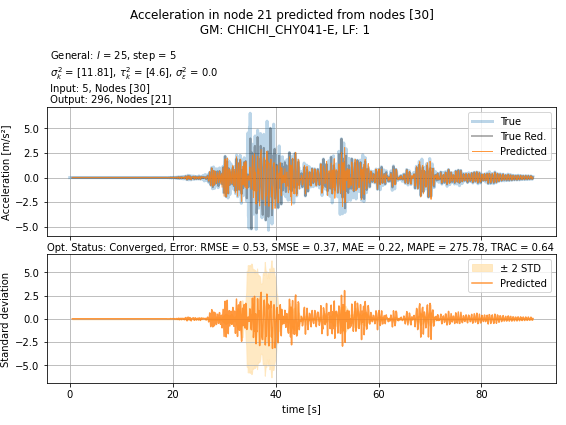 Acceleration in node 21 predicted from nodes [30]
GM: CHICHI_CHY041-E, LF: 1
General: l = 25, step = 5
σ²ₖ = [11.81], τ²ₖ = [4.6], σ²ε = 0.0
Input: 5, Nodes [30]
Output: 296, Nodes [21]
Acceleration [m/s²]
5.0
2.5
0.0
−2.5
−5.0
True
True Red.
Predicted
Opt. Status: Converged, Error: RMSE = 0.53, SMSE = 0.37, MAE = 0.22, MAPE = 275.78, TRAC = 0.64
Standard deviation
5.0
2.5
0.0
−2.5
−5.0
± 2 STD
Predicted
0 20 40 60 80
time [s]